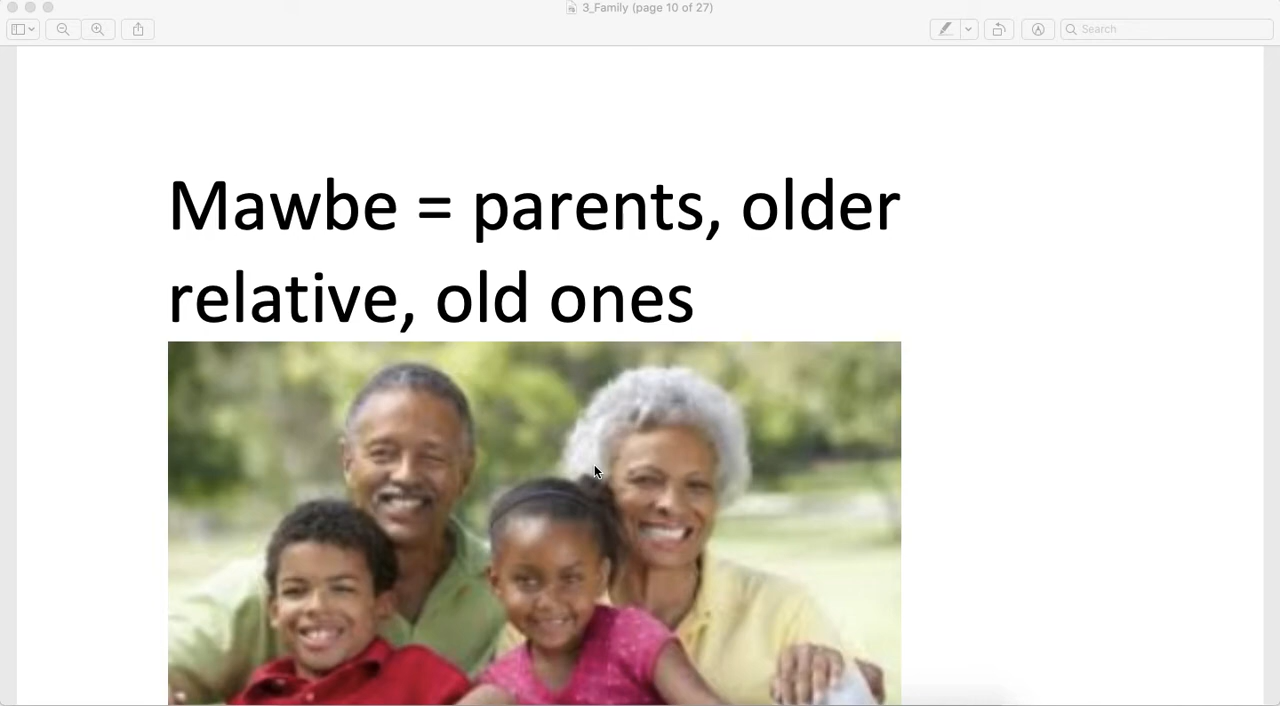 3_Family (page 10 of 27)
Search
Mawbe = parents, older
relative, old ones